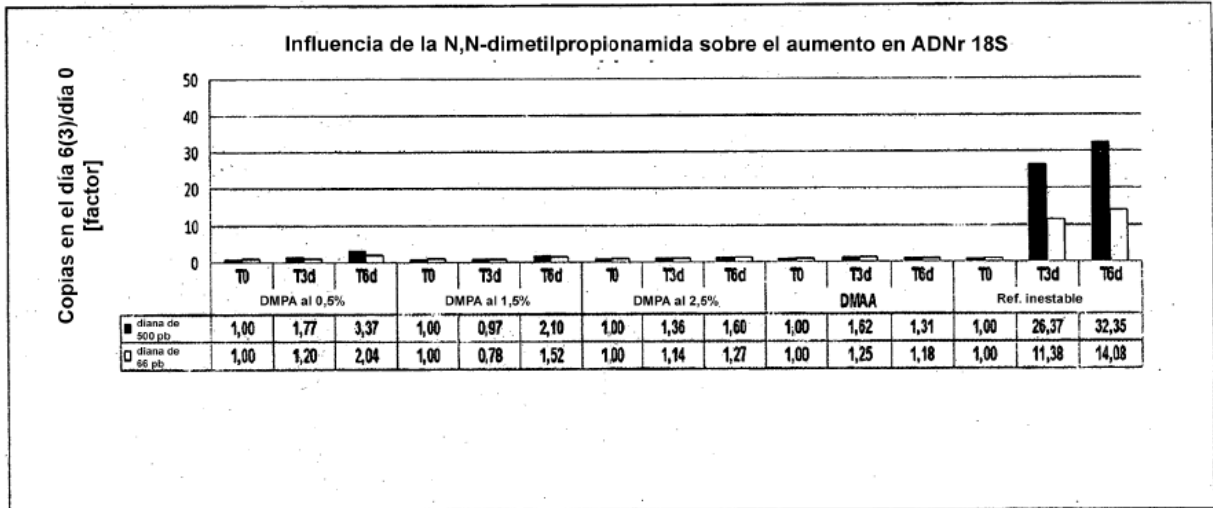 Influencia de la N,N-dimetilpropionamida sobre el aumento en ADNr 18S
Copias en el día 6(3)/día 0
[factor]
50
40
30
20
10
0
T0 T3d T6d T0 T3d T6d T0 T3d T6d T0 T3d T6d T0 T3d T6d
DMPA al 0,5% DMPA al 1,5% DMPA al 2,5% DMAA Ref. inestable
diana de
500 pb
1,00 1,77 3,37 1,00 0,97 2,10 1,00 1,36 1,60 1,00 1,62 1,31 1,00 26,37 32,35
diana de
66 pb
1,00 1,20 2,04 1,00 0,78 1,52 1,00 1,14 1,27 1,00 1,25 1,18 1,00 11,38 14,08